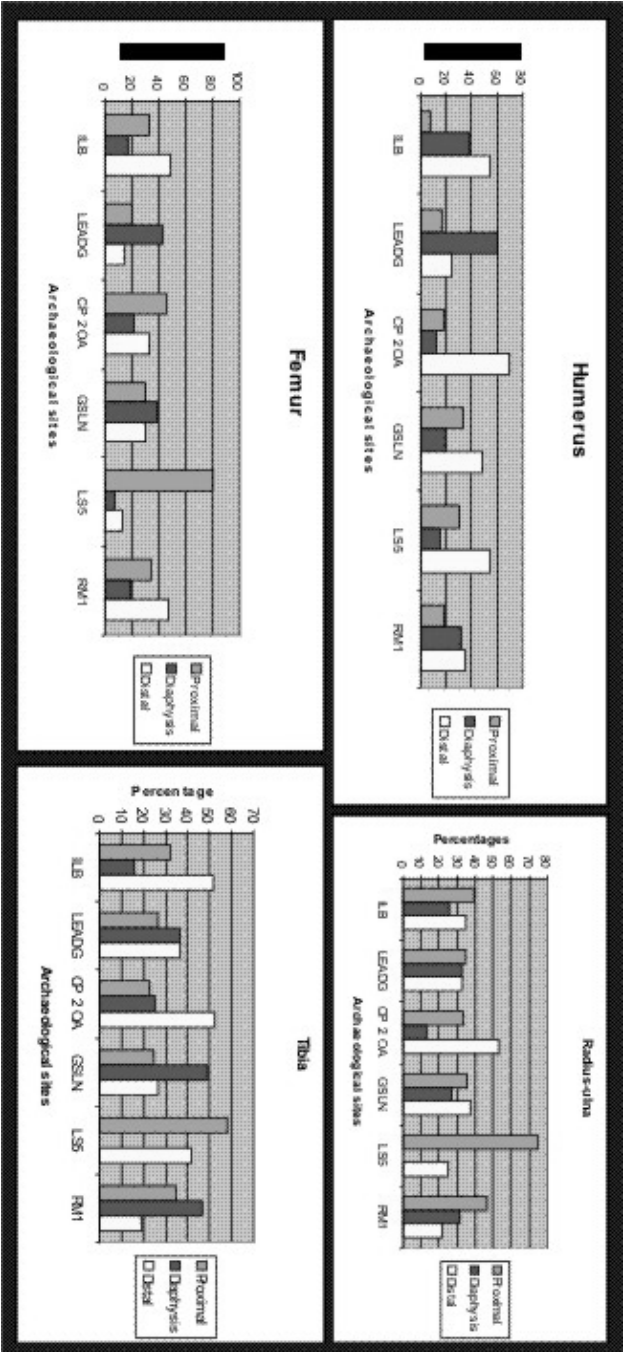 Humerus
80
60
40
20
0
ILB LEADG CP 2 OA GSLN LS5 RM1
Archaeological sites
Proximal
Diaphysis
Distal
Radius-ulna
Percentages
80
70
60
50
40
30
20
10
0
ILB LEADG CP 2 OA GSLN LS5 RM1
Archaeological sites
Proximal
Diaphysis
Distal
Femur
100
80
60
40
20
0
ILB LEADG CP 2 OA GSLN LS5 RM1
Archaeological sites
Proximal
Diaphysis
Distal
Tibia
Percentage
70
60
50
40
30
20
10
0
ILB LEADG CP 2 OA GSLN LS5 RM1
Archaeological sites
Proximal
Diaphysis
Distal